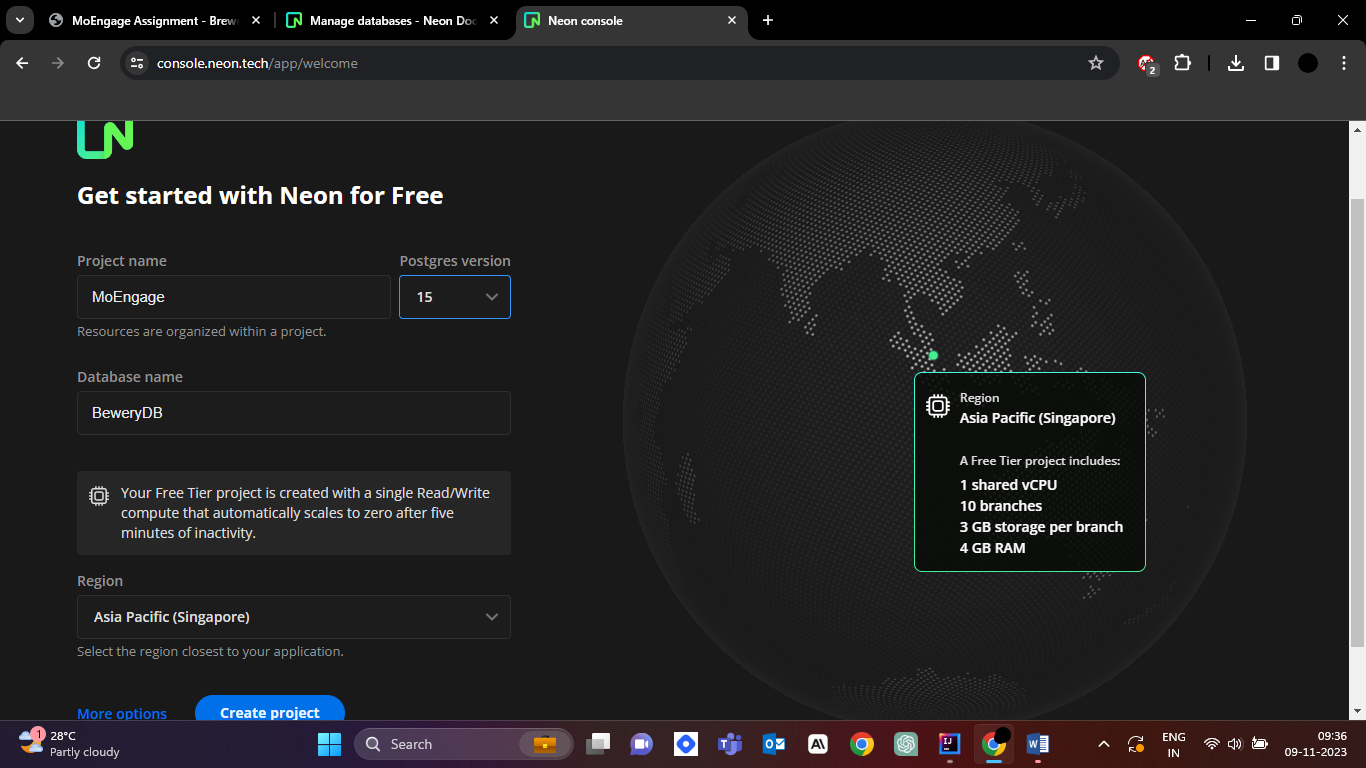 MoEngage Assignment - Brew
Manage databases - Neon Doc
Neon console
console.neon.tech/app/welcome
2
Get started with Neon for Free
Project name
Postgres version
MoEngage
15
Resources are organized within a project.
Database name
BeweryDB
Your Free Tier project is created with a single Read/Write
compute that automatically scales to zero after five
minutes of inactivity.
Region
Asia Pacific (Singapore)
Select the region closest to your application.
More options
Create project
Region
Asia Pacific (Singapore)
A Free Tier project includes:
1 shared vCPU
10 branches
3 GB storage per branch
4 GB RAM
1
28°C
Partly cloudy
Search
ENG
IN
09:36
09-11-2023